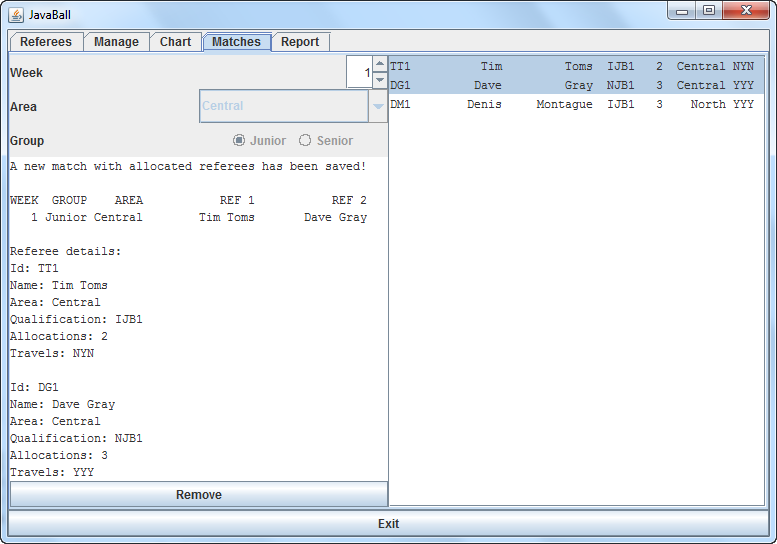 JavaBall
Referees Manage Chart Matches Report
Week 1
Area Central
Group Junior Senior
A new match with allocated referees has been saved!
WEEK GROUP AREA REF 1 REF 2
1 Junior Central Tim Toms Dave Gray
Referee details:
Id: TT1
Name: Tim Toms
Area: Central
Qualification: IJB1
Allocations: 2
Travels: NYN
Id: DG1
Name: Dave Gray
Area: Central
Qualification: NJB1
Allocations: 3
Travels: YYY
Remove
TT1 Tim Toms IJB1 2 Central NYN
DG1 Dave Gray NJB1 3 Central YYY
DM1 Denis Montague IJB1 3 North YYY
Exit